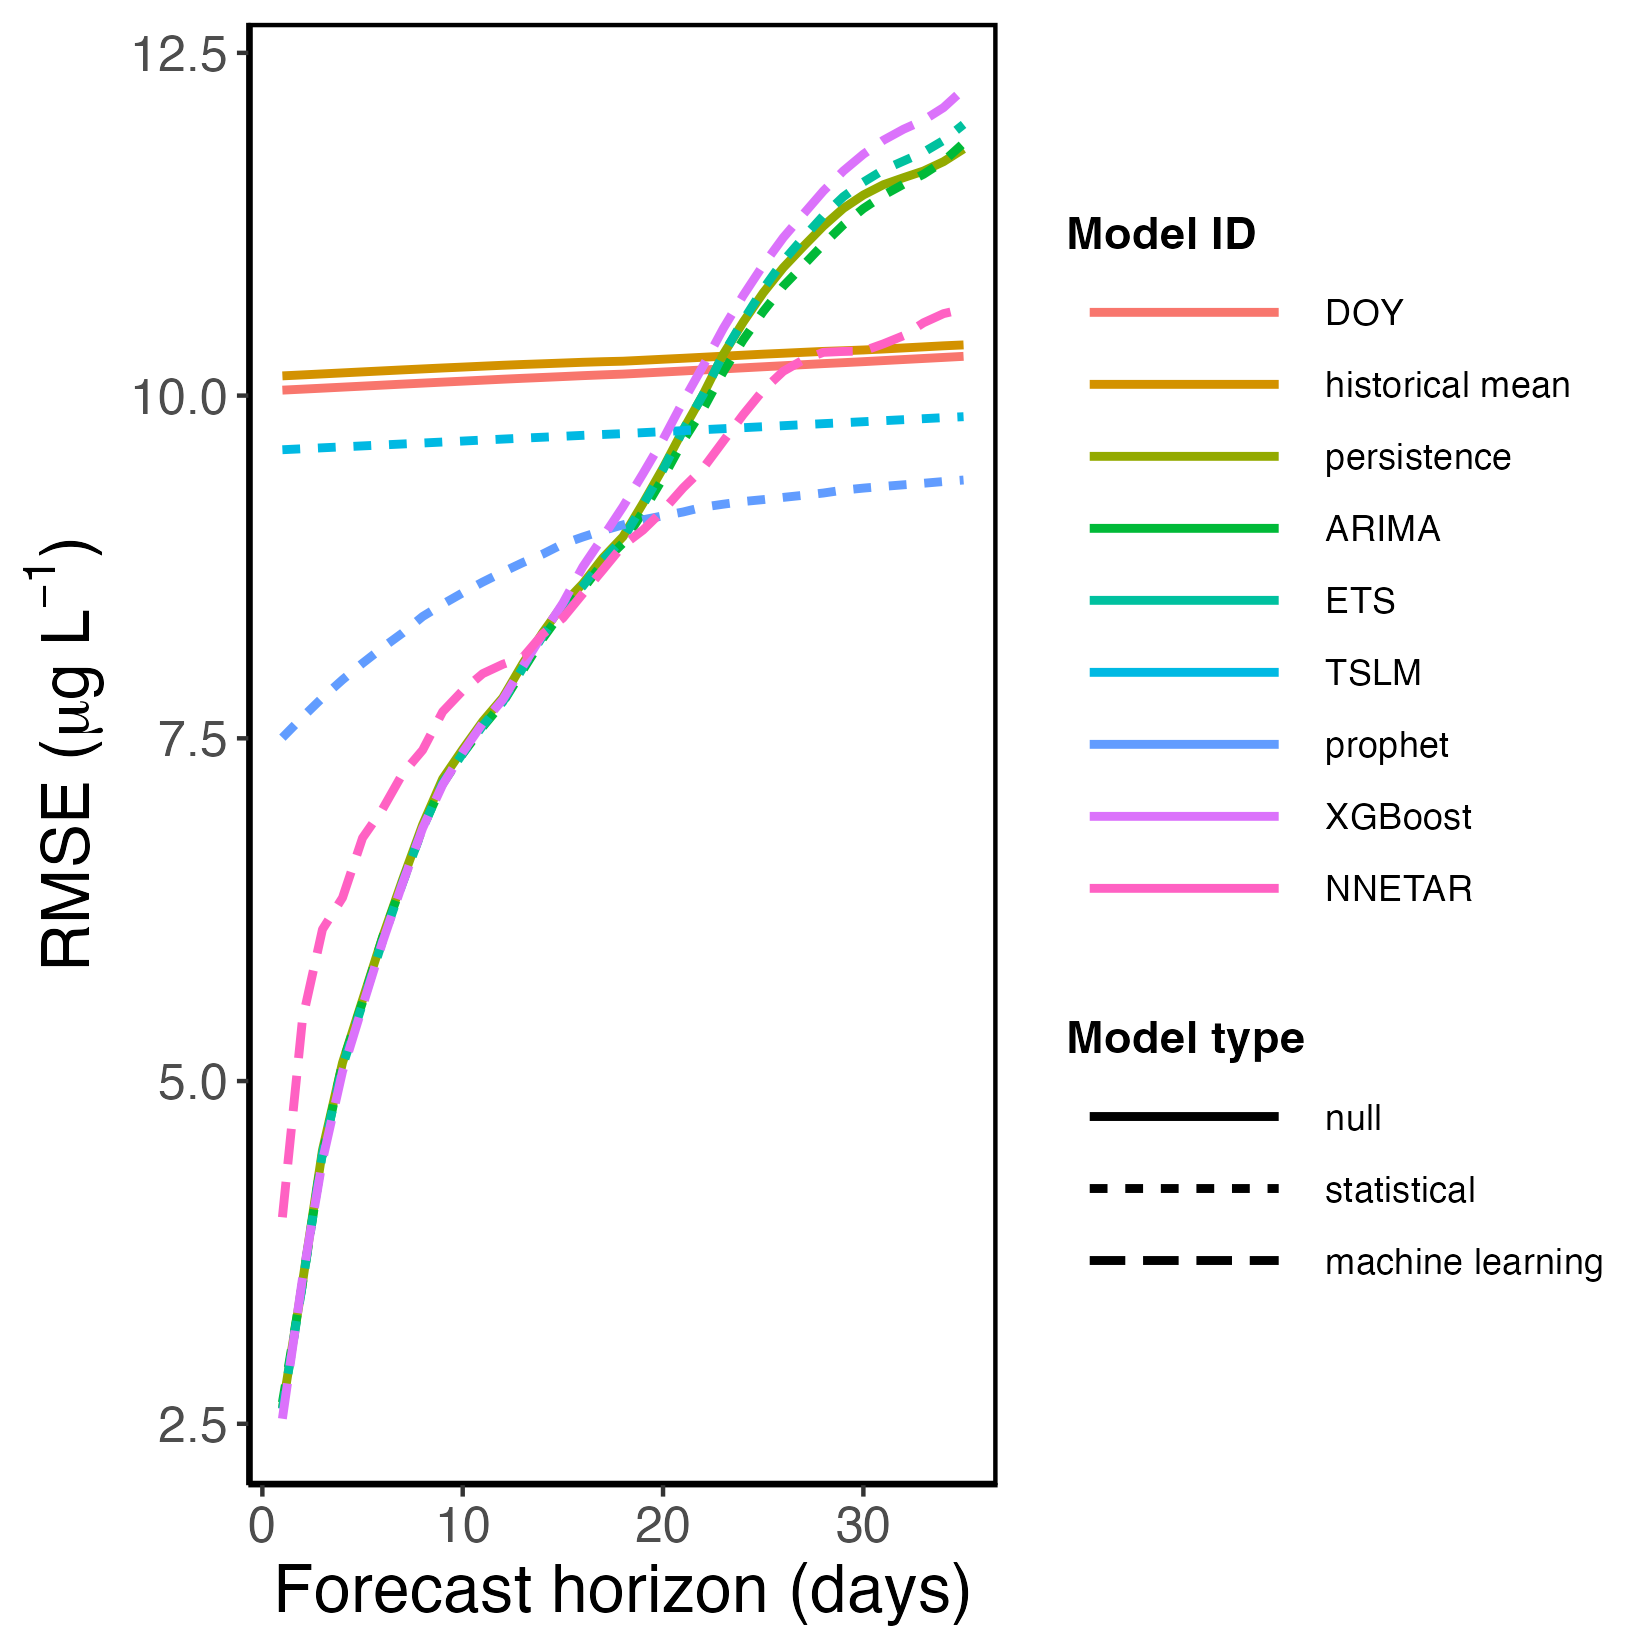 12.5
10.0
7.5
5.0
2.5
RMSE (μg L⁻¹)
0 10 20 30
Forecast horizon (days)
Model ID
DOY
historical mean
persistence
ARIMA
ETS
TSLM
prophet
XGBoost
NNETAR
Model type
null
statistical
machine learning